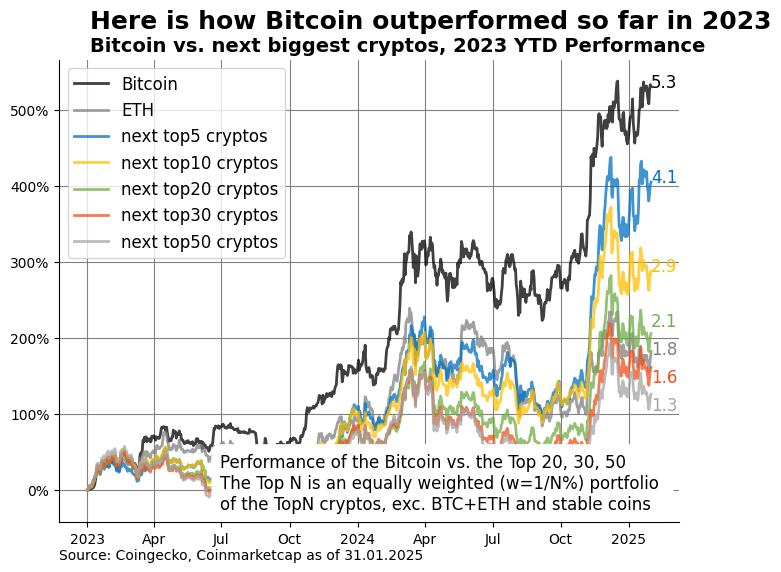 Here is how Bitcoin outperformed so far in 2023
Bitcoin vs. next biggest cryptos, 2023 YTD Performance
Bitcoin
ETH
next top5 cryptos
next top10 cryptos
next top20 cryptos
next top30 cryptos
next top50 cryptos
500%
400%
300%
200%
100%
0%
5.3
4.1
2.9
2.1
1.8
1.6
1.3
Performance of the Bitcoin vs. the Top 20, 30, 50
The Top N is an equally weighted (w=1/N%) portfolio
of the TopN cryptos, exc. BTC+ETH and stable coins
2023 Apr Jul Oct 2024 Apr Jul Oct 2025
Source: Coingecko, Coinmarketcap as of 31.01.2025